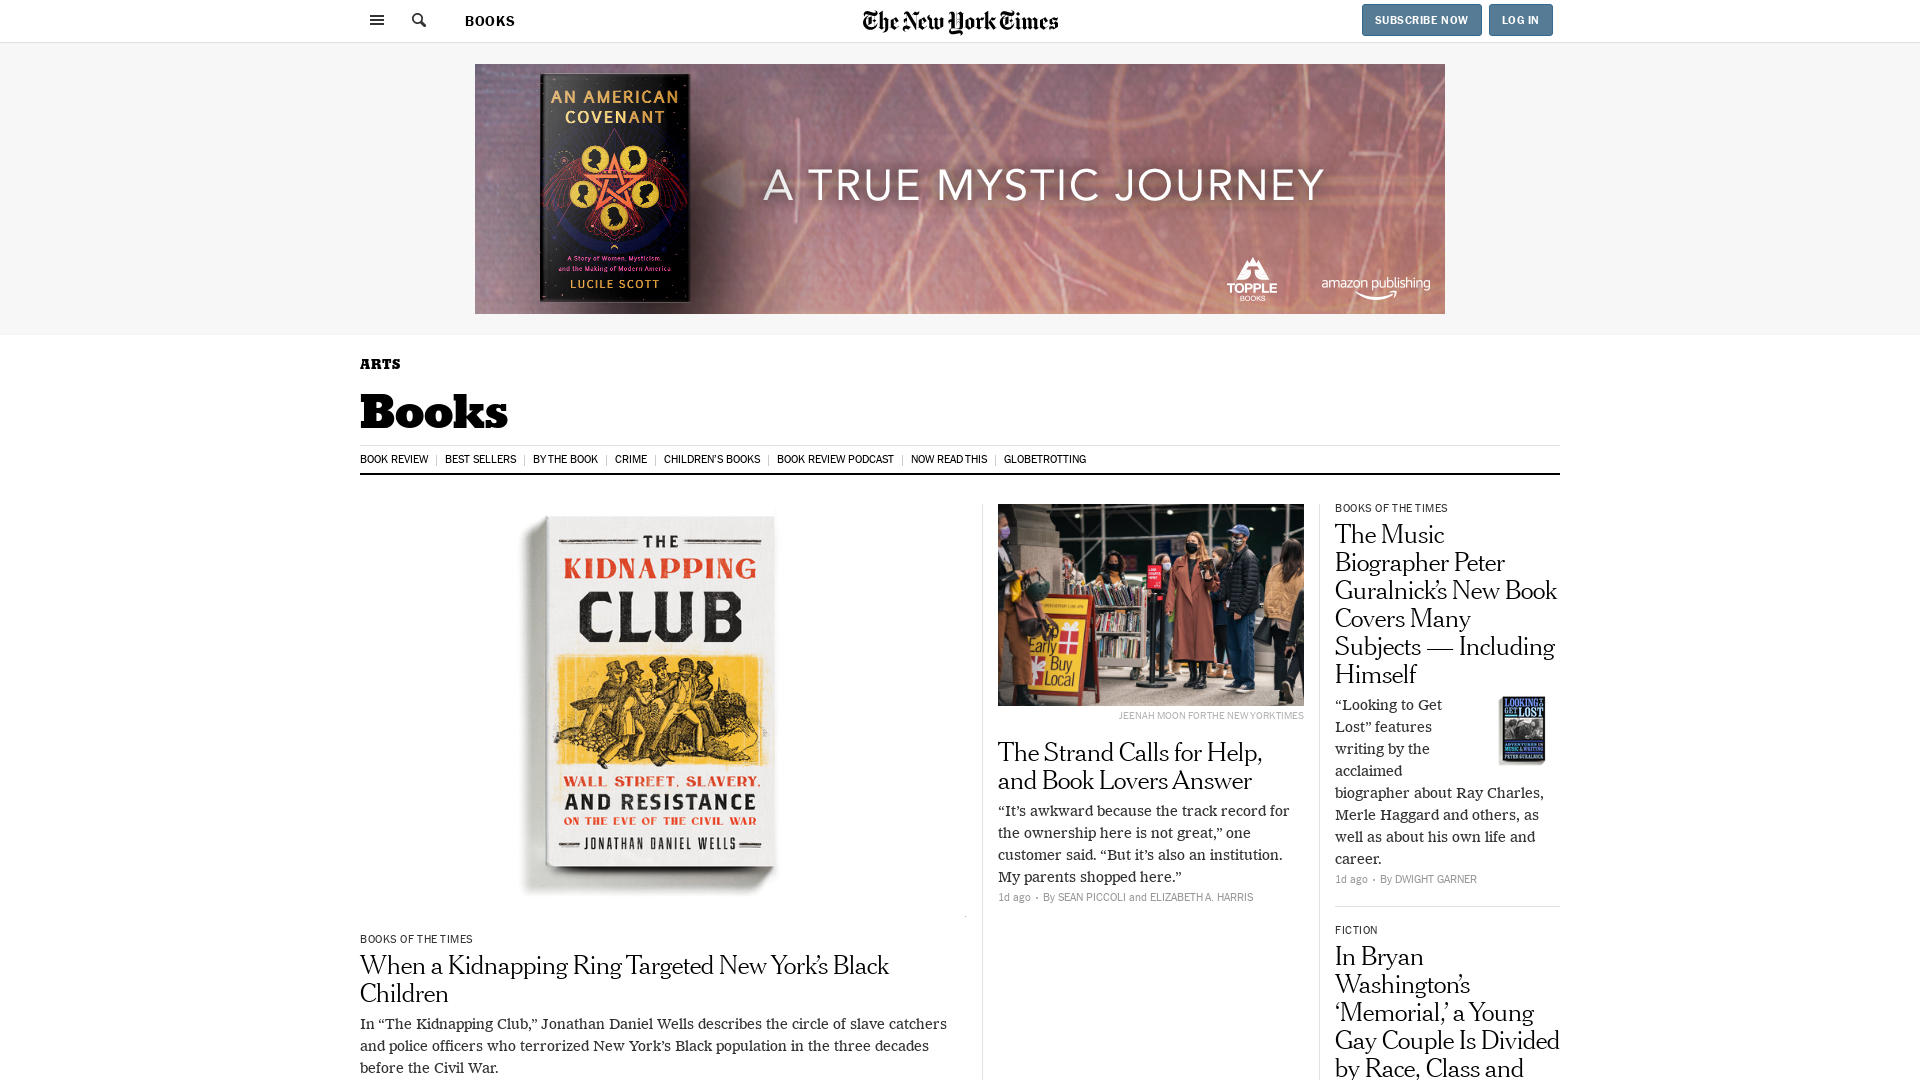 BOOKS
The New York Times
SUBSCRIBE NOW
LOG IN
AN AMERICAN
COVENANT
A Story of Women, Mysticism,
and the Making of Modern America
LUCILE SCOTT
A TRUE MYSTIC JOURNEY
TOPPLE
BOOKS
amazon publishing
ARTS
Books
BOOK REVIEW
BEST SELLERS
BY THE BOOK
CRIME
CHILDREN'S BOOKS
BOOK REVIEW PODCAST
NOW READ THIS
GLOBETROTTING
THE
KIDNAPPING
CLUB
WALL STREET, SLAVERY,
AND RESISTANCE
ON THE EVE OF THE CIVIL WAR
JONATHAN DANIEL WELLS
BOOKS OF THE TIMES
When a Kidnapping Ring Targeted New York’s Black
Children
In “The Kidnapping Club,” Jonathan Daniel Wells describes the circle of slave catchers
and police officers who terrorized New York’s Black population in the three decades
before the Civil War.
Early
Buy
Local
JEENAH MOON FOR THE NEW YORK TIMES
The Strand Calls for Help,
and Book Lovers Answer
“It’s awkward because the track record for
the ownership here is not great,” one
customer said. “But it’s also an institution.
My parents shopped here.”
1d ago · By SEAN PICCOLI and ELIZABETH A. HARRIS
BOOKS OF THE TIMES
The Music
Biographer Peter
Guralnick’s New Book
Covers Many
Subjects — Including
Himself
“Looking to Get
Lost” features
writing by the
acclaimed
biographer about Ray Charles,
Merle Haggard and others, as
well as about his own life and
career.
LOOKING TO
GET LOST
ADVENTURES IN
MUSIC & WRITING
PETER GURALNICK
1d ago · By DWIGHT GARNER
FICTION
In Bryan
Washington’s
‘Memorial,’ a Young
Gay Couple Is Divided
by Race, Class and